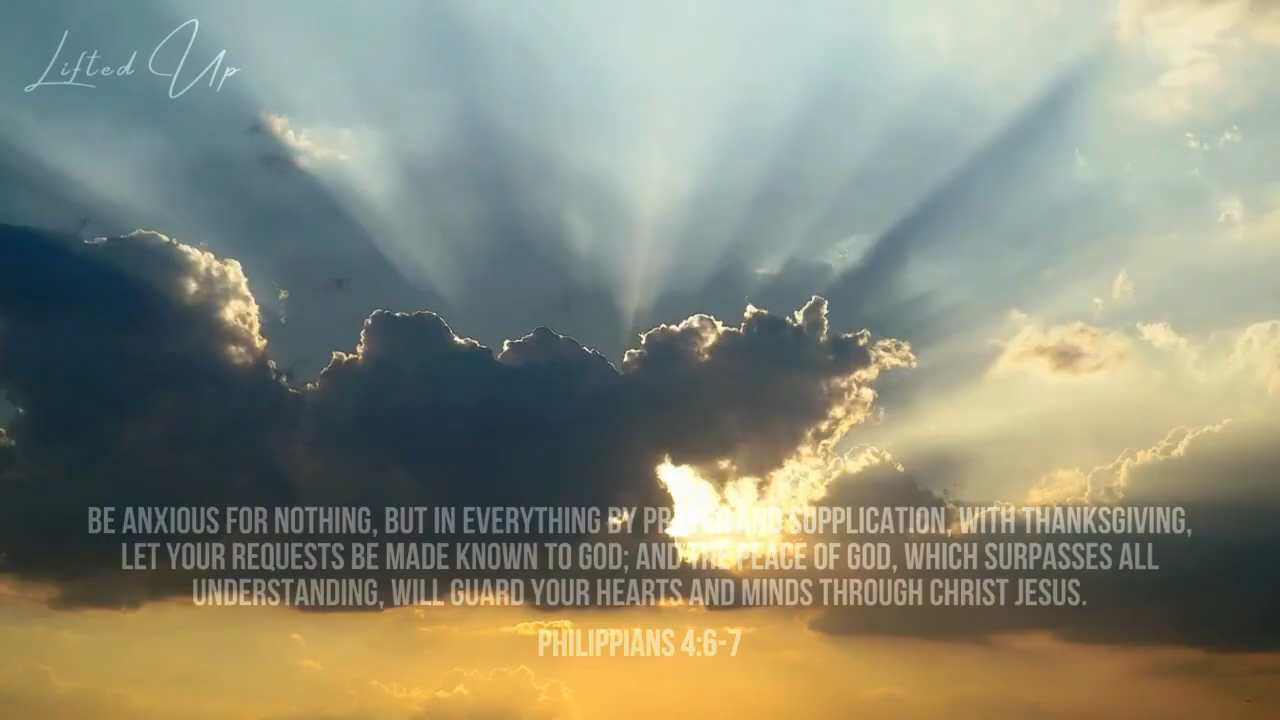 Lifted Up
BE ANXIOUS FOR NOTHING, BUT IN EVERYTHING BY PRAYER AND SUPPLICATION, WITH THANKSGIVING,
LET YOUR REQUESTS BE MADE KNOWN TO GOD; AND THE PEACE OF GOD, WHICH SURPASSES ALL
UNDERSTANDING, WILL GUARD YOUR HEARTS AND MINDS THROUGH CHRIST JESUS.
PHILIPPIANS 4:6-7